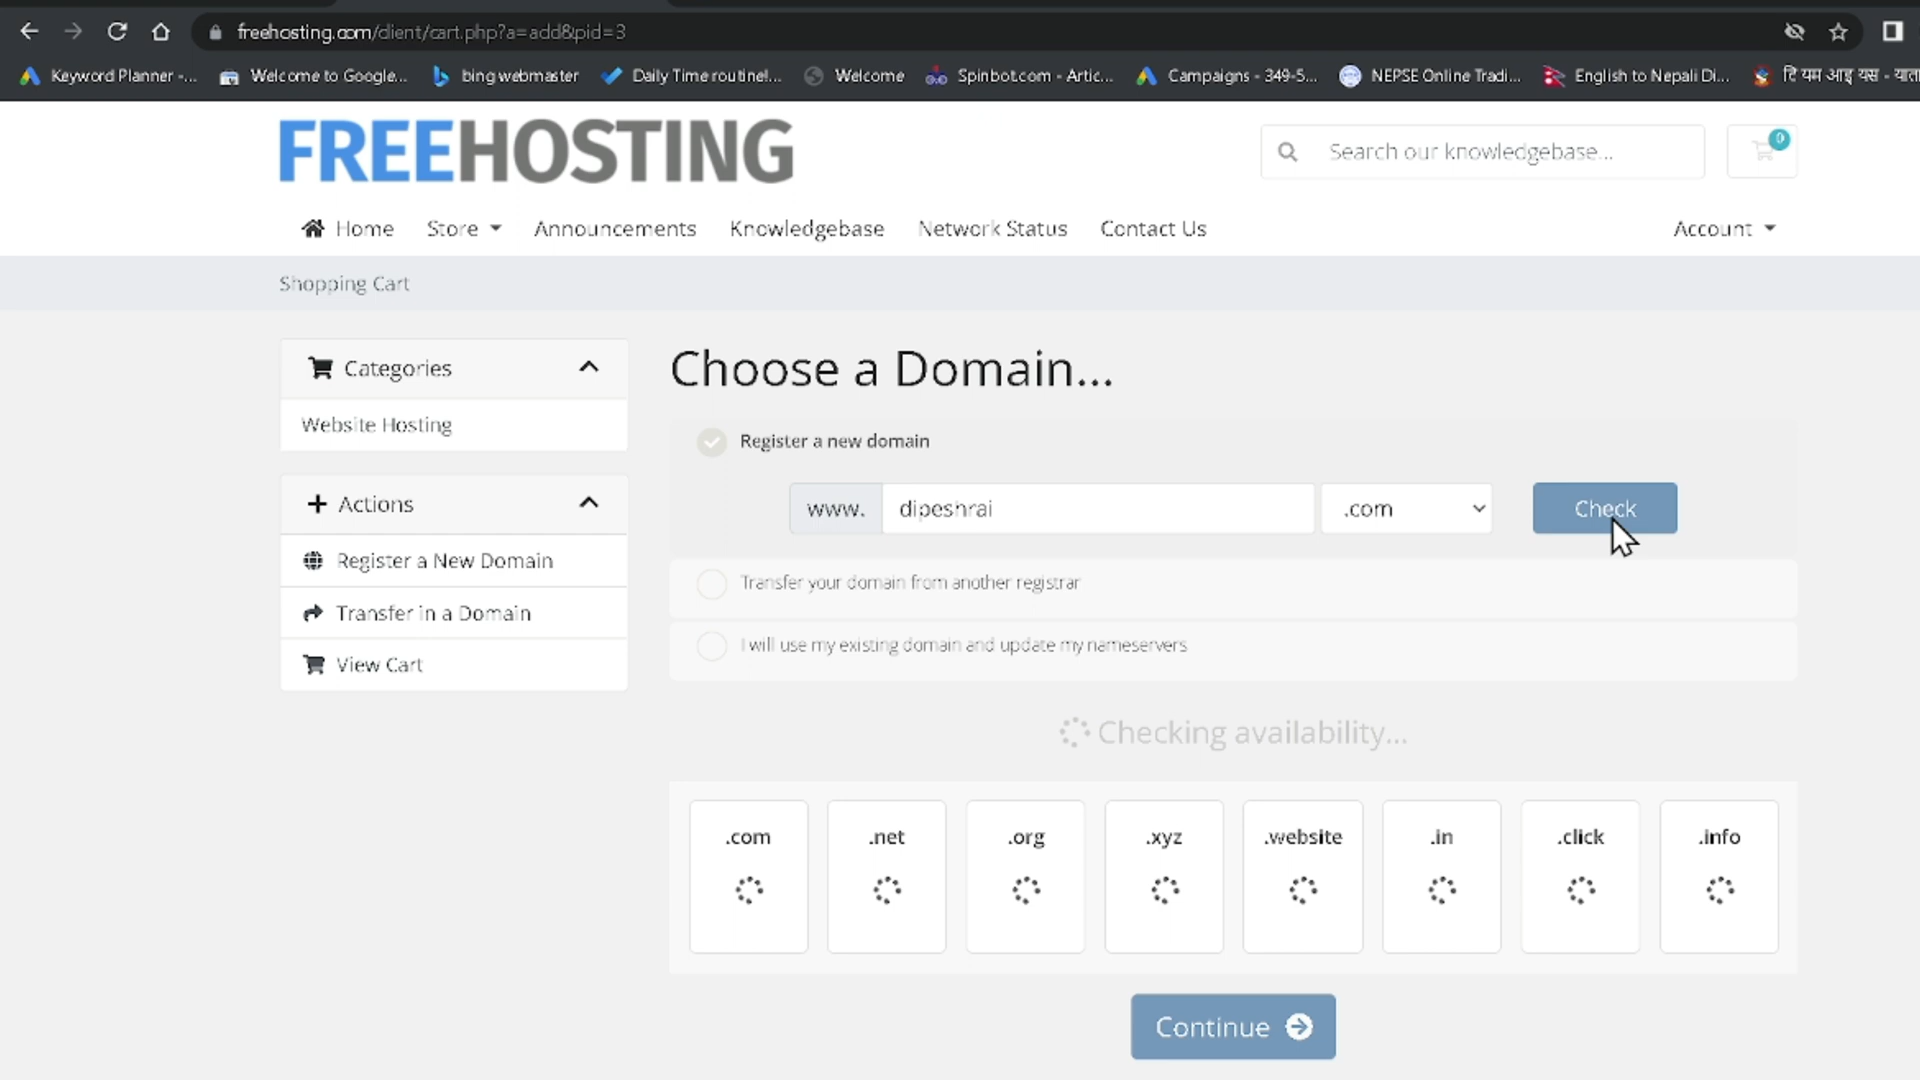 freehosting.com/client/cart.php?a=add&pid=3
Keyword Planner -... Welcome to Google... bing webmaster Daily Time routine!... Welcome Spinbot.com - Artic... Campaigns - 349-5... NEPSE Online Tradi... English to Nepali Di... दि यम आइ यस - याता
FREEHOSTING
Search our knowledgebase...
0
Home Store Announcements Knowledgebase Network Status Contact Us Account
Shopping Cart
Categories
Website Hosting
Actions
Register a New Domain
Transfer in a Domain
View Cart
Choose a Domain...
Register a new domain
www. dipeshrai .com Check
Transfer your domain from another registrar
I will use my existing domain and update my nameservers
Checking availability...
.com .net .org .xyz .website .in .click .info
Continue